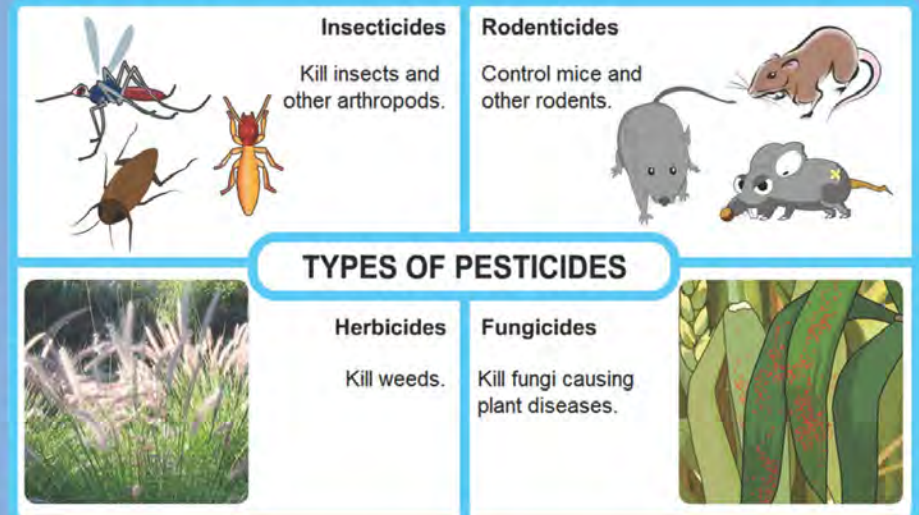 Insecticides
Kill insects and
other arthropods.
Rodenticides
Control mice and
other rodents.
TYPES OF PESTICIDES
Herbicides
Kill weeds.
Fungicides
Kill fungi causing
plant diseases.